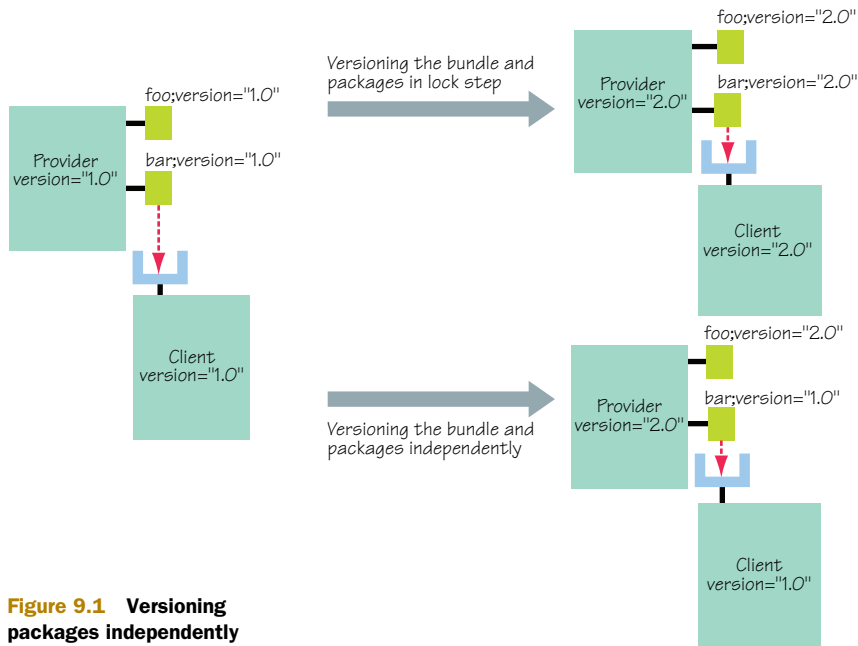 foo;version="1.0"
Provider
version="1.0"
bar;version="1.0"
Client
version="1.0"
Versioning the bundle and
packages in lock step
foo;version="2.0"
Provider
version="2.0"
bar;version="2.0"
Client
version="2.0"
Versioning the bundle and
packages independently
foo;version="2.0"
Provider
version="2.0"
bar;version="1.0"
Client
version="1.0"
Figure 9.1 Versioning
packages independently